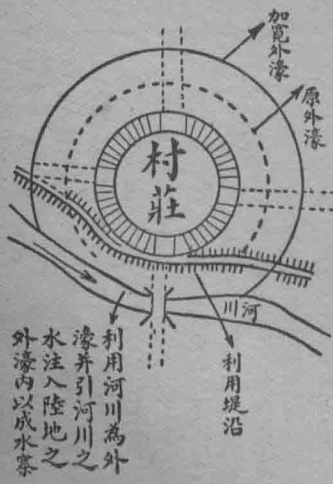 加寬外濠
原外濠
村莊
河川
利用堤沿
利用河川為外
濠并引河川之
水注入陸地之
外濠內以成水寨